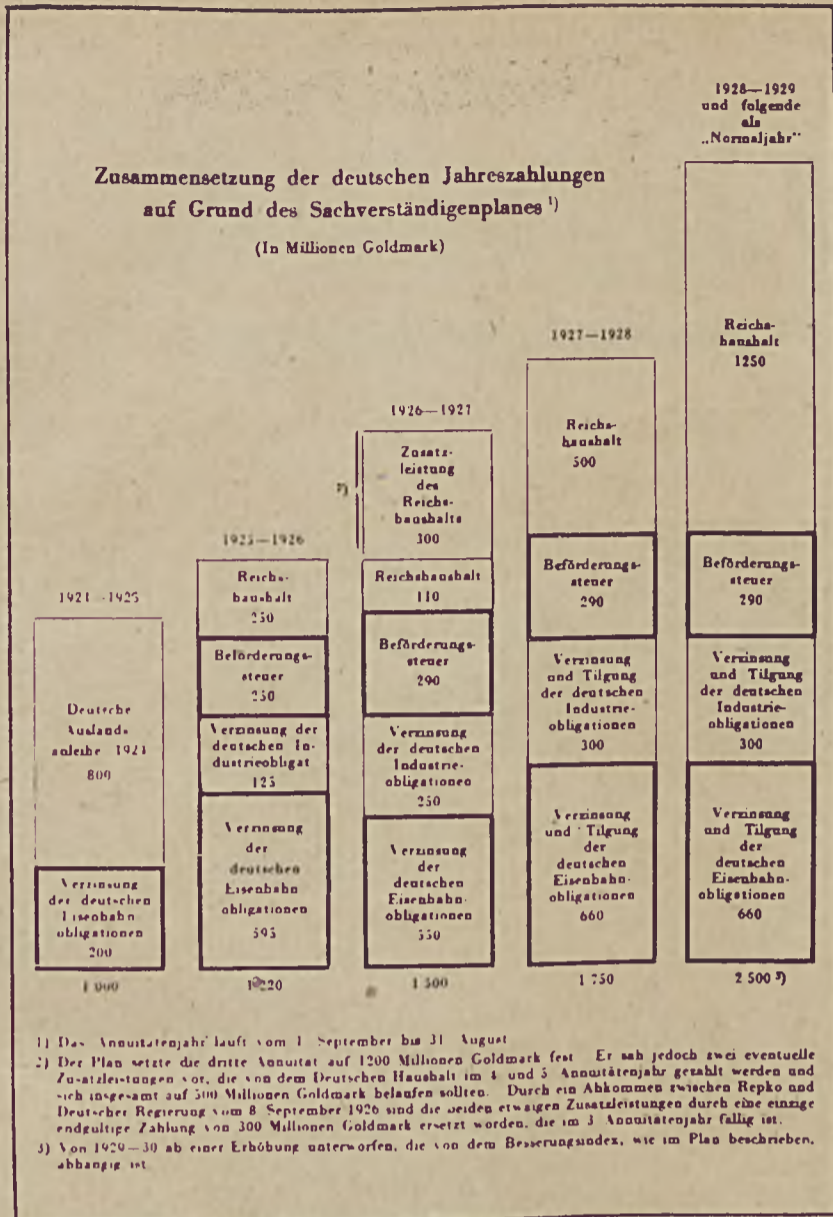 Zusammensetzung der deutschen Jahreszahlungen
auf Grund des Sachverständigenplanes ¹)
(In Millionen Goldmark)
1924–1925
Deutsche
Auslands
anleihe 1924
800
Verzinsung
der deutschen
Eisenbahn
obligationen
200
1 000
1925—1926
Reichs-
haushalt
250
Beförderungs-
steuer
250
Verzinsung der
deutschen In-
dustrieobligat
125
Verzinsung
der
deutschen
Eisenbahn
obligationen
595
1 220
1926—1927
²)
Zusatz-
leistung
des
Reichs-
haushalts
300
Reichshaushalt
110
Beförderungs-
steuer
290
Verzinsung
der deutschen
Industrie-
obligationen
250
Verzinsung
der
deutschen
Eisenbahn-
obligationen
550
1 500
1927—1928
Reichs-
haushalt
500
Beförderungs-
steuer
290
Verzinsung
und Tilgung
der deutschen
Industrie-
obligationen
300
Verzinsung
und Tilgung
der
deutschen
Eisenbahn-
obligationen
660
1 750
1928—1929
und folgende
als
„Normaljahr"
Reichs-
haushalt
1250
Beförderungs-
steuer
290
Verzinsung
und Tilgung
der deutschen
Industrie-
obligationen
300
Verzinsung
und Tilgung
der
deutschen
Eisenbahn-
obligationen
660
2 500 ³)
1) Das Annuitätenjahr läuft vom 1 September bis 31 August
2) Der Plan setzte die dritte Annuität auf 1200 Millionen Goldmark fest Er sah jedoch zwei eventuelle
Zusatzleistungen vor, die von dem Deutschen Haushalt im 4 und 5 Annuitätenjahr gezahlt werden und
sich insgesamt auf 500 Millionen Goldmark belaufen sollten. Durch ein Abkommen zwischen Repko und
Deutscher Regierung vom 8 September 1926 sind die beiden etwaigen Zusatzleistungen durch eine einzige
endgültige Zahlung von 300 Millionen Goldmark ersetzt worden, die im 3 Annuitätenjahr fällig ist.
3) Von 1929—30 ab einer Erhöhung unterworfen, die von dem Besserungsindex, wie im Plan beschrieben,
abhängig ist